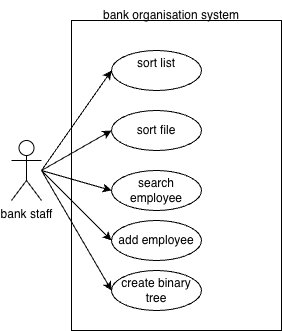 bank organisation system
sort list
sort file
search
employee
bank staff
add employee
create binary
tree